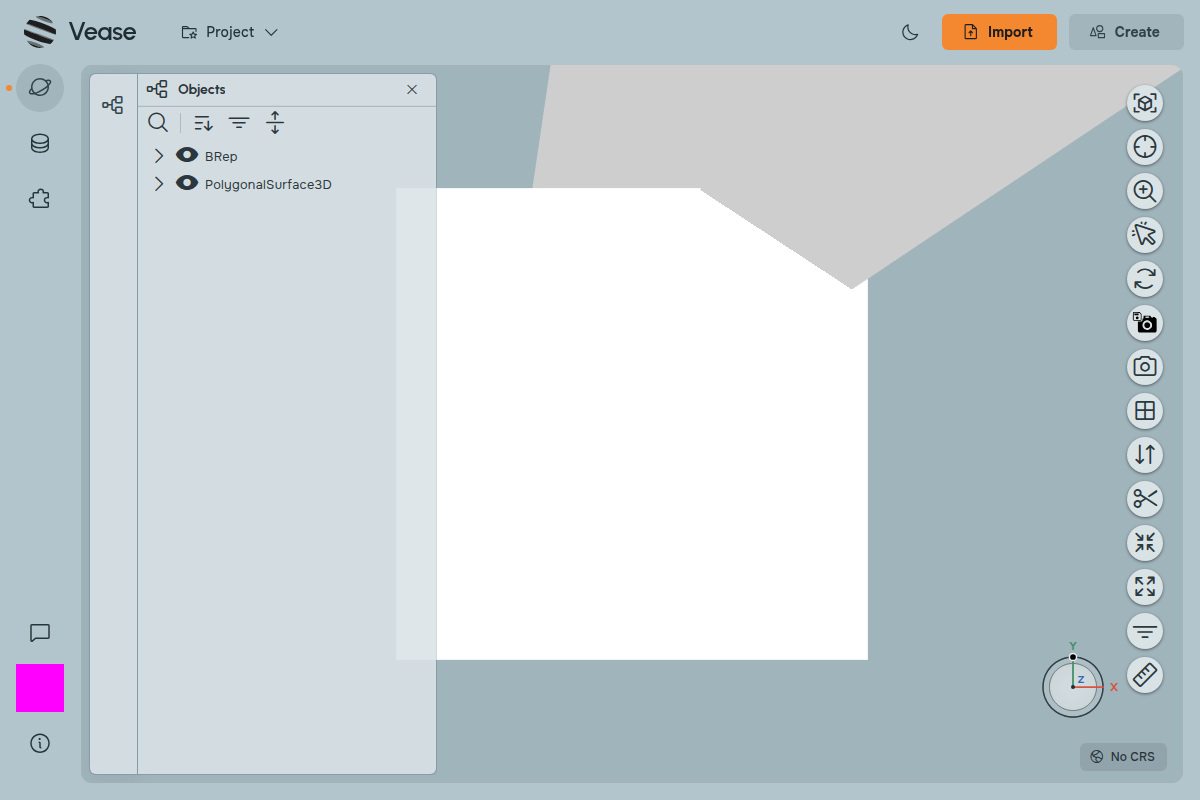 Vease
Project
Import
Create
Objects
BRep
PolygonalSurface3D
Y
Z
X
No CRS